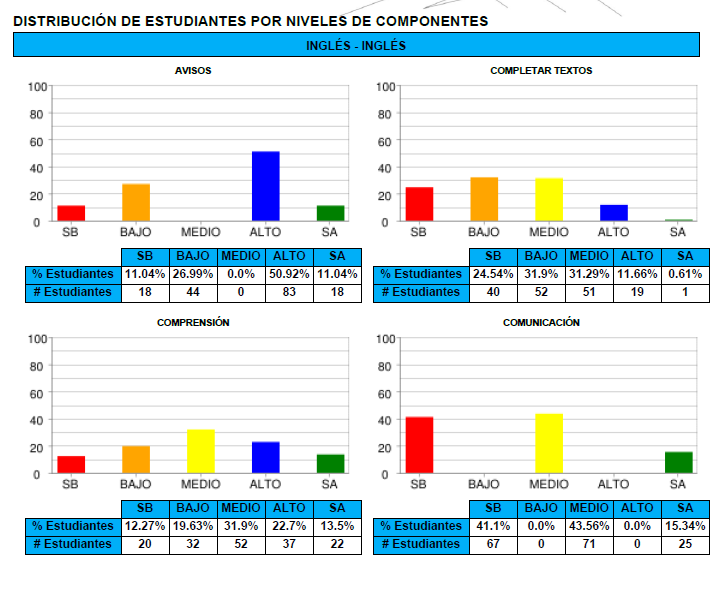 DISTRIBUCIÓN DE ESTUDIANTES POR NIVELES DE COMPONENTES
INGLÉS - INGLÉS
AVISOS
100
80
60
40
20
0
SB BAJO MEDIO ALTO SA
SB BAJO MEDIO ALTO SA
% Estudiantes 11.04% 26.99% 0.0% 50.92% 11.04%
# Estudiantes 18 44 0 83 18
COMPLETAR TEXTOS
100
80
60
40
20
0
SB BAJO MEDIO ALTO SA
SB BAJO MEDIO ALTO SA
% Estudiantes 24.54% 31.9% 31.29% 11.66% 0.61%
# Estudiantes 40 52 51 19 1
COMPRENSIÓN
100
80
60
40
20
0
SB BAJO MEDIO ALTO SA
SB BAJO MEDIO ALTO SA
% Estudiantes 12.27% 19.63% 31.9% 22.7% 13.5%
# Estudiantes 20 32 52 37 22
COMUNICACIÓN
100
80
60
40
20
0
SB BAJO MEDIO ALTO SA
SB BAJO MEDIO ALTO SA
% Estudiantes 41.1% 0.0% 43.56% 0.0% 15.34%
# Estudiantes 67 0 71 0 25